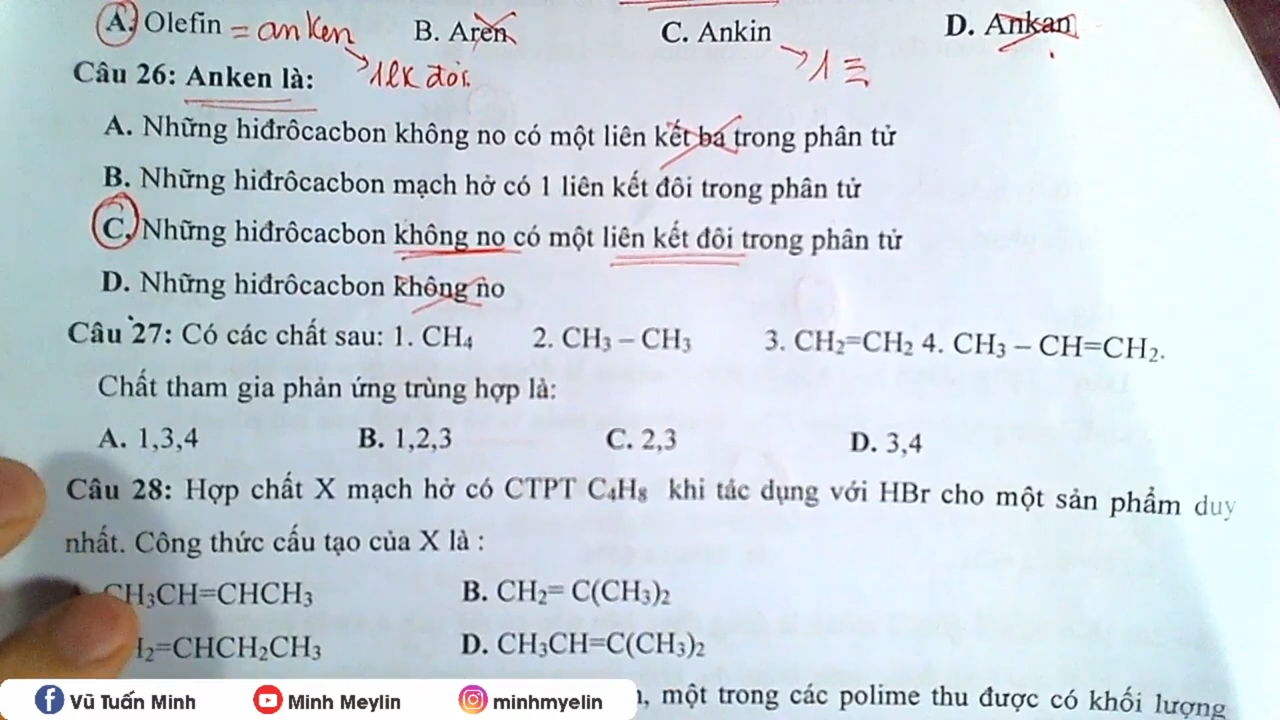 A. Olefin = anken B. Aren C. Ankin D. Ankan
→ 1 lk đôi. → 1 ≡
Câu 26: Anken là:
A. Những hiđrôcacbon không no có một liên kết ba trong phân tử
B. Những hiđrôcacbon mạch hở có 1 liên kết đôi trong phân tử
C. Những hiđrôcacbon không no có một liên kết đôi trong phân tử
D. Những hiđrôcacbon không no
Câu 27: Có các chất sau: 1. CH₄ 2. CH₃ – CH₃ 3. CH₂=CH₂ 4. CH₃ – CH=CH₂.
Chất tham gia phản ứng trùng hợp là:
A. 1,3,4 B. 1,2,3 C. 2,3 D. 3,4
Câu 28: Hợp chất X mạch hở có CTPT C₄H₈ khi tác dụng với HBr cho một sản phẩm duy
nhất. Công thức cấu tạo của X là :
CH₃CH=CHCH₃ B. CH₂= C(CH₃)₂
H₂=CHCH₂CH₃ D. CH₃CH=C(CH₃)₂
, một trong các polime thu được có khối lượng
Vũ Tuấn Minh Minh Meylin minhmyelin